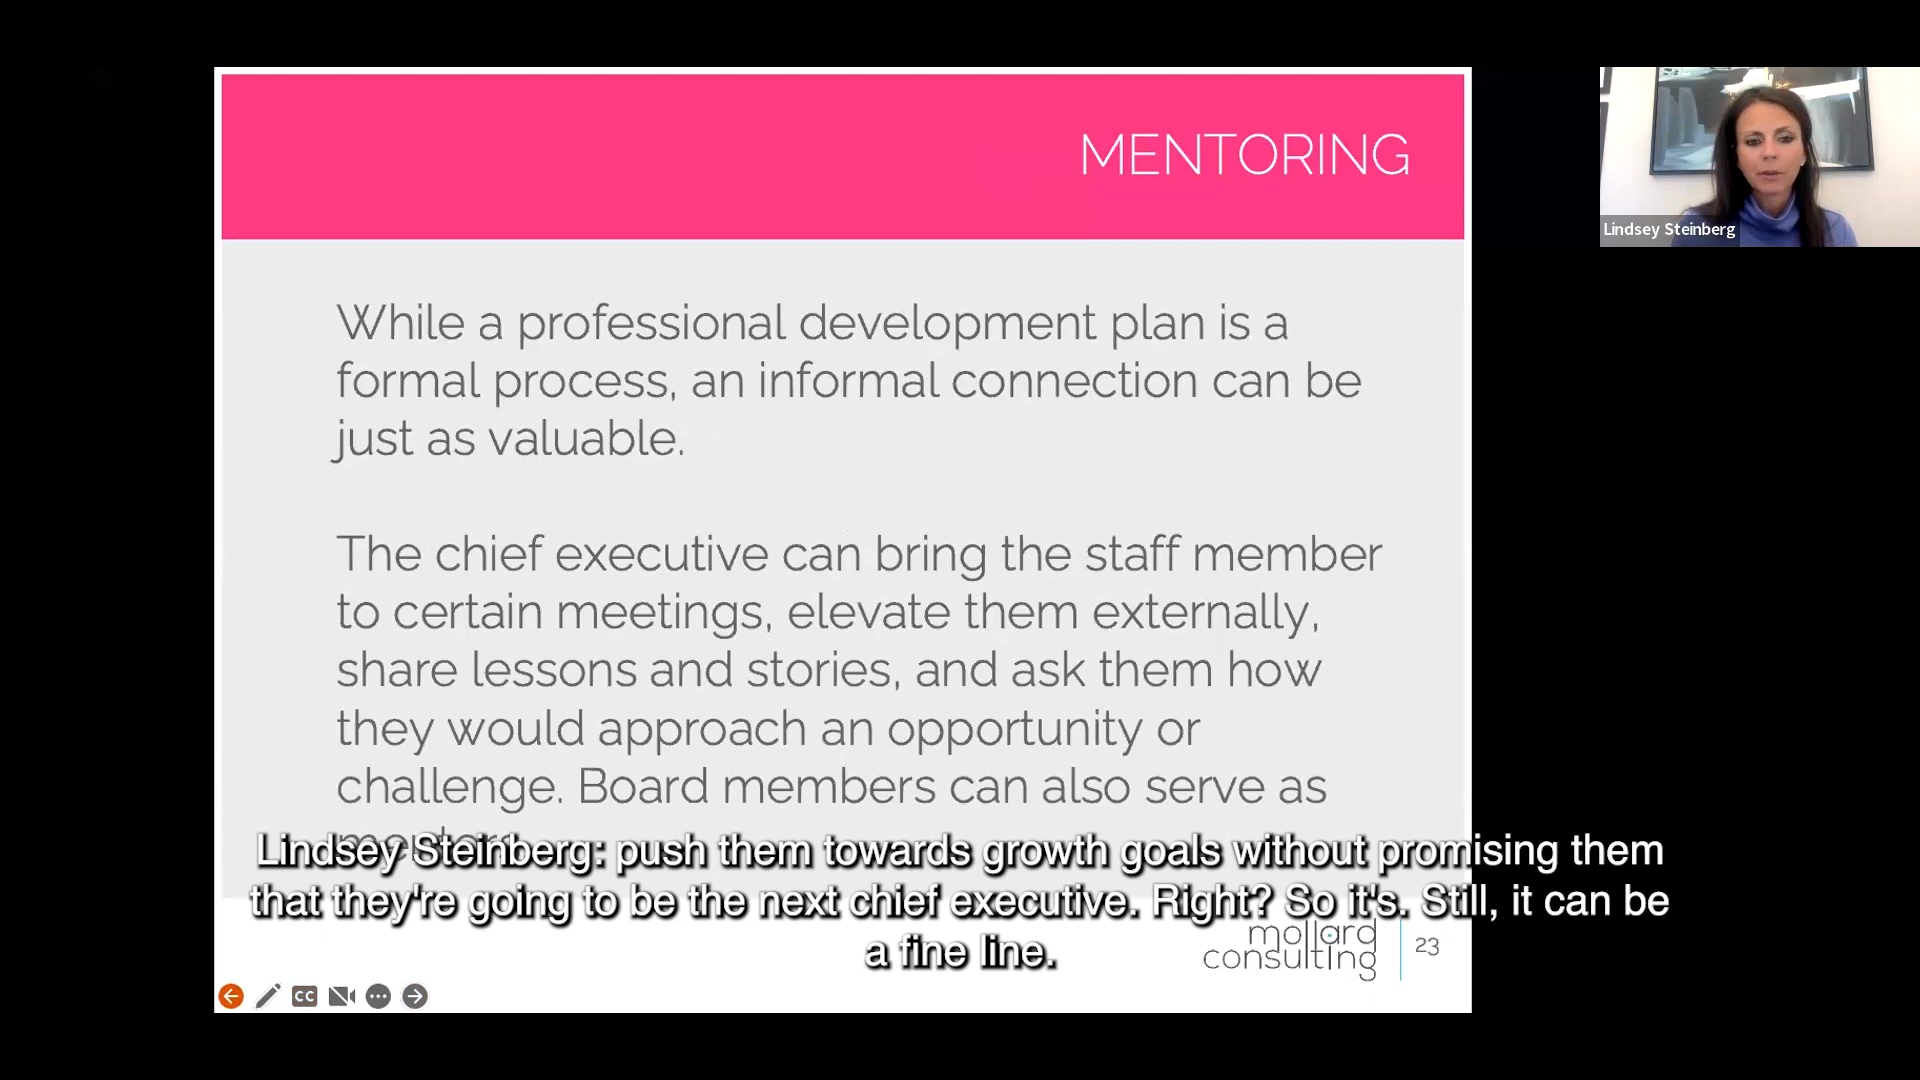 MENTORING
Lindsey Steinberg
While a professional development plan is a
formal process, an informal connection can be
just as valuable.
The chief executive can bring the staff member
to certain meetings, elevate them externally,
share lessons and stories, and ask them how
they would approach an opportunity or
challenge. Board members can also serve as
Lindsey Steinberg: push them towards growth goals without promising them
that they're going to be the next chief executive. Right? So it's. Still, it can be
a fine line.
mollard
consulting
23
CC